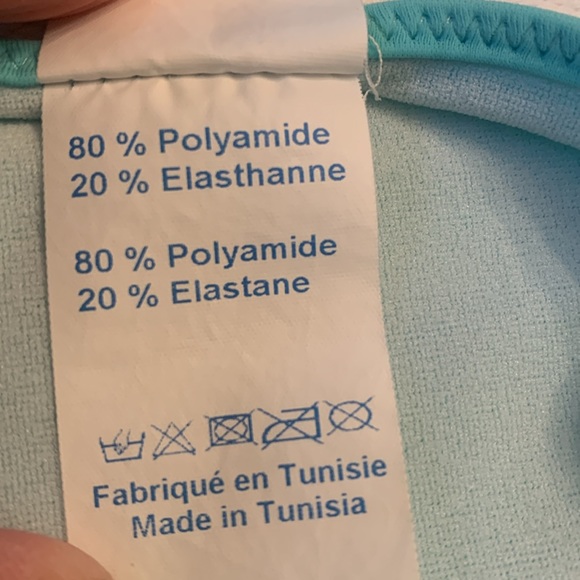 80 % Polyamide
20 % Elasthanne
80 % Polyamide
20 % Elastane
Fabriqué en Tunisie
Made in Tunisia